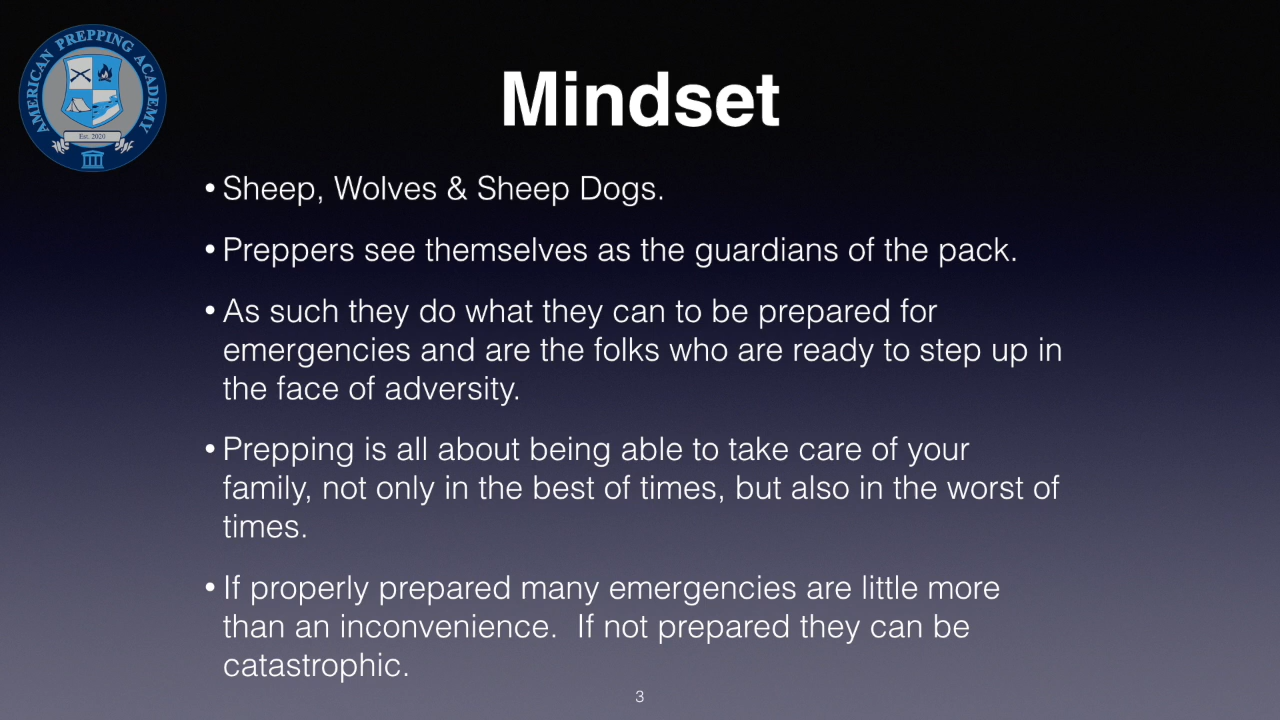 AMERICAN PREPPING ACADEMY
Est. 2020
Mindset
• Sheep, Wolves & Sheep Dogs.
• Preppers see themselves as the guardians of the pack.
• As such they do what they can to be prepared for
emergencies and are the folks who are ready to step up in
the face of adversity.
• Prepping is all about being able to take care of your
family, not only in the best of times, but also in the worst of
times.
• If properly prepared many emergencies are little more
than an inconvenience.  If not prepared they can be
catastrophic.
3